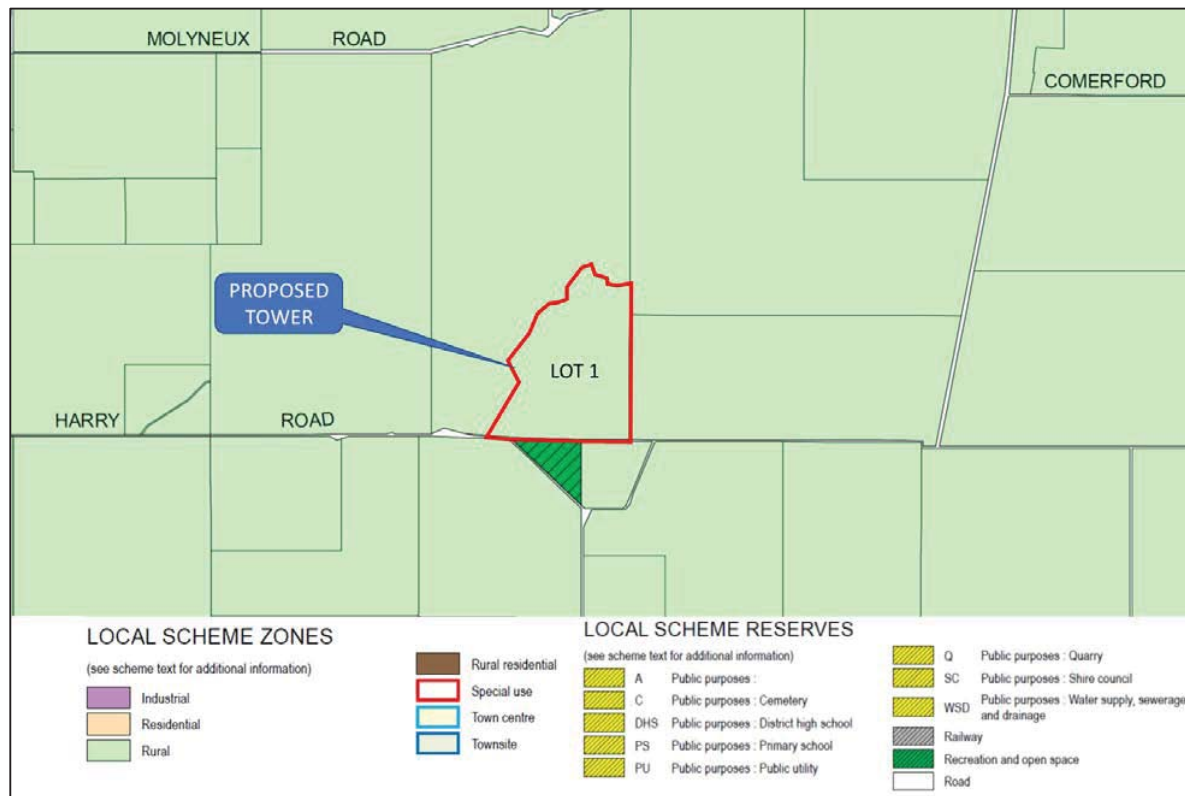 MOLYNEUX ROAD
COMERFORD
PROPOSED
TOWER
LOT 1
HARRY ROAD
LOCAL SCHEME ZONES
(see scheme text for additional information)
Industrial
Residential
Rural
Rural residential
Special use
Town centre
Townsite
LOCAL SCHEME RESERVES
(see scheme text for additional information)
A Public purposes :
C Public purposes : Cemetery
DHS Public purposes : District high school
PS Public purposes : Primary school
PU Public purposes : Public utility
Q Public purposes : Quarry
SC Public purposes : Shire council
WSD Public purposes : Water supply, sewerage
and drainage
Railway
Recreation and open space
Road